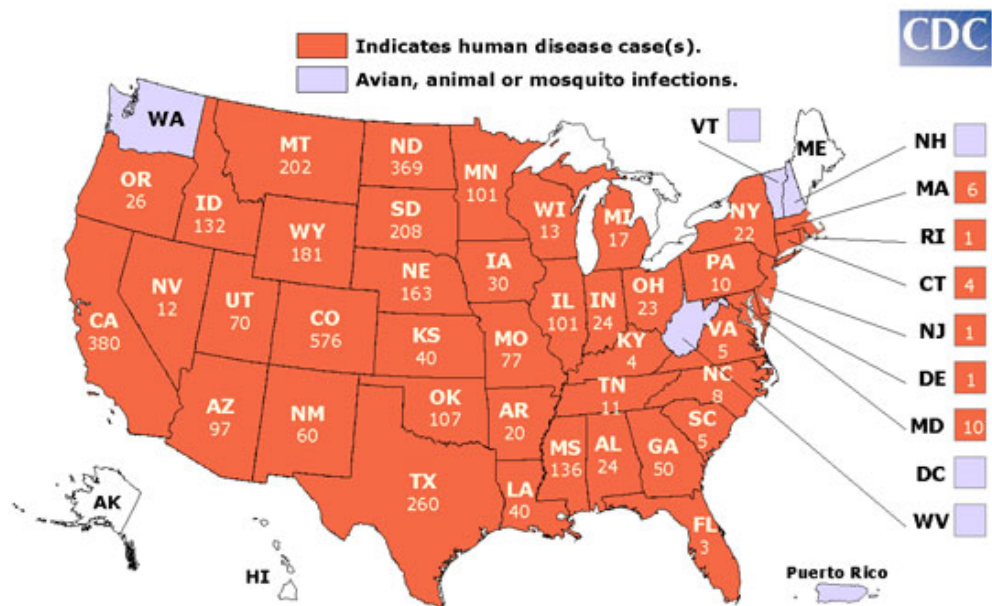 CDC
Indicates human disease case(s).
Avian, animal or mosquito infections.
WA
MT
202
ND
369
MN
101
VT
ME
NH
OR
26
ID
132
WY
181
SD
208
WI
13
MI
17
NY
22
MA 6
RI 1
CT 4
NJ 1
DE 1
MD 10
DC
WV
NV
12
UT
70
CO
576
NE
163
IA
30
IL
101
IN
24
OH
23
PA
10
CA
380
KS
40
MO
77
KY
4
VA
5
AZ
97
NM
60
OK
107
AR
20
TN
11
NC
8
SC
5
TX
260
LA
40
MS
136
AL
24
GA
50
FL
3
AK
HI
Puerto Rico